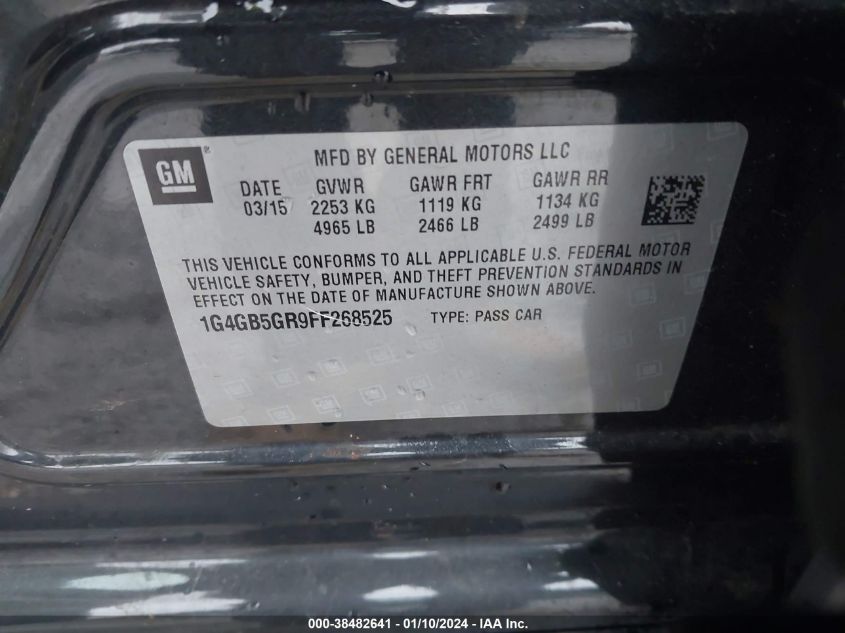 GM
MFD BY GENERAL MOTORS LLC
DATE GVWR GAWR FRT GAWR RR
03/15 2253 KG 1119 KG 1134 KG
4965 LB 2466 LB 2499 LB
THIS VEHICLE CONFORMS TO ALL APPLICABLE U.S. FEDERAL MOTOR
VEHICLE SAFETY, BUMPER, AND THEFT PREVENTION STANDARDS IN
EFFECT ON THE DATE OF MANUFACTURE SHOWN ABOVE.
1G4GB5GR9FF268525 TYPE: PASS CAR
000-38482641 - 01/10/2024 - IAA Inc.